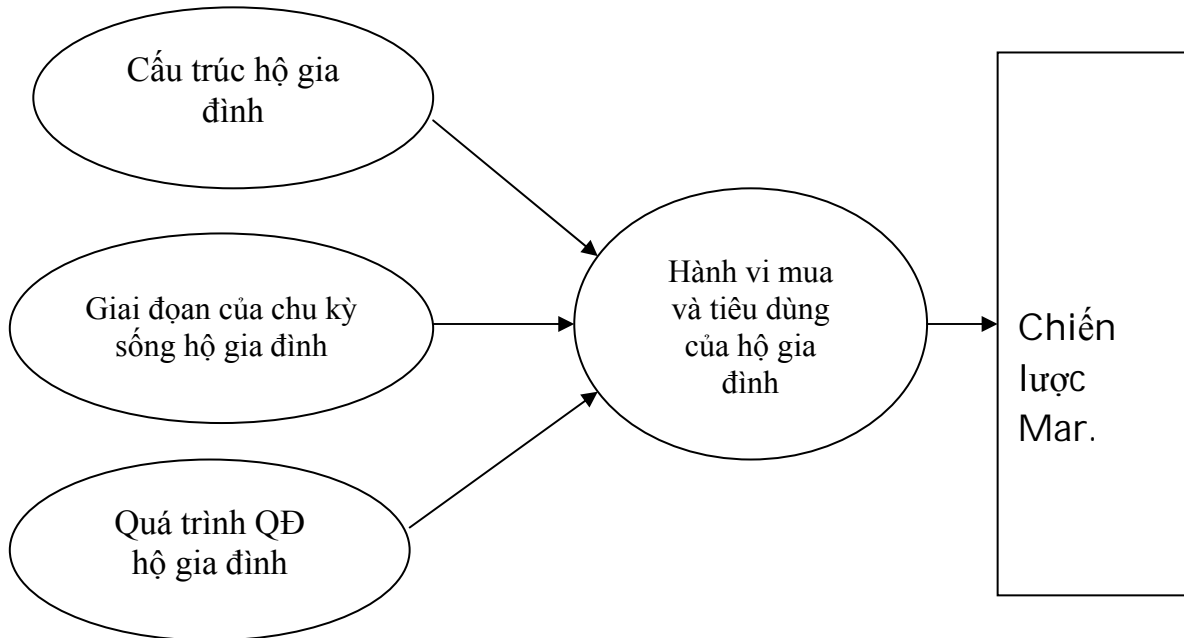 Cấu trúc hộ gia
đình
Giai đọan của chu kỳ
sống hộ gia đình
Quá trình QĐ
hộ gia đình
Hành vi mua
và tiêu dùng
của hộ gia
đình
Chiến
lược
Mar.